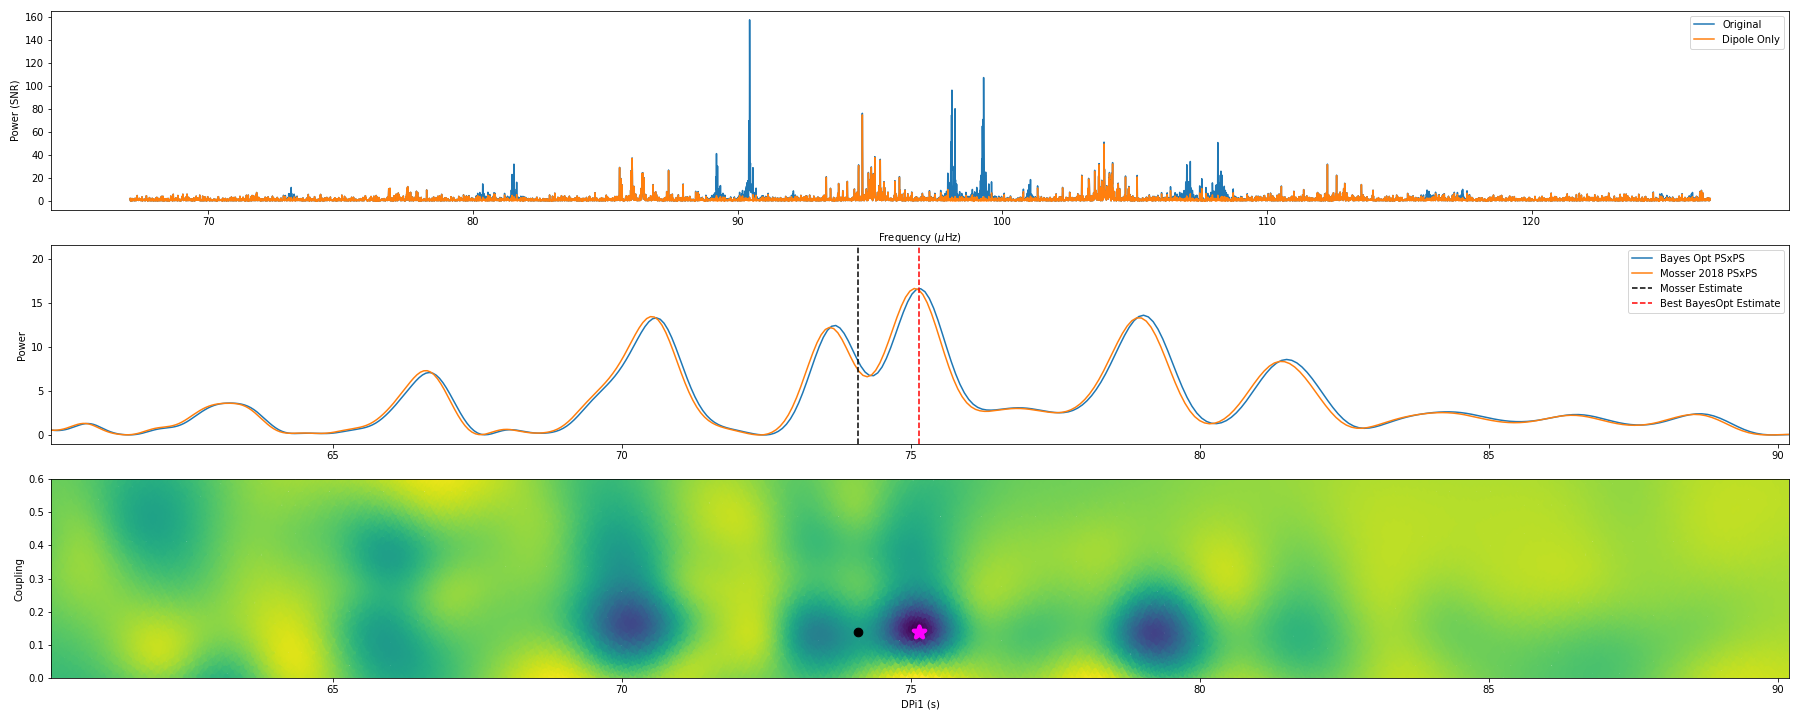 160
140
120
100
80
60
40
20
0
Power (SNR)
Original
Dipole Only
70 80 90 100 110 120
Frequency (μHz)
20
15
10
5
0
Power
Bayes Opt PSxPS
Mosser 2018 PSxPS
Mosser Estimate
Best BayesOpt Estimate
65 70 75 80 85 90
0.6
0.5
0.4
0.3
0.2
0.1
0.0
Coupling
65 70 75 80 85 90
DPi1 (s)